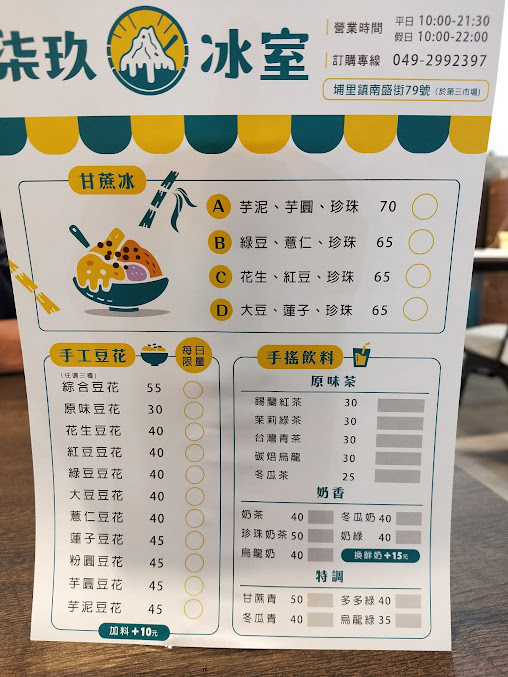 柒玖冰室
營業時間 平日 10:00-21:30
假日 10:00-22:00
訂購專線 049-2992397
埔里鎮南盛街79號（於第三市場）
甘蔗冰
A 芋泥、芋圓、珍珠 70
B 綠豆、薏仁、珍珠 65
C 花生、紅豆、珍珠 65
D 大豆、蓮子、珍珠 65
手工豆花 每日限量
（任選三種）
綜合豆花 55
原味豆花 30
花生豆花 40
紅豆豆花 40
綠豆豆花 40
大豆豆花 40
薏仁豆花 40
蓮子豆花 45
粉圓豆花 45
芋圓豆花 45
芋泥豆花 45
加料+10元
手搖飲料
原味茶
錫蘭紅茶 30
茉莉綠茶 30
台灣青茶 30
碳焙烏龍 30
冬瓜茶 25
奶香
奶茶 40 冬瓜奶 40
珍珠奶茶 50 奶綠 40
烏龍奶 40 換鮮奶+15元
特調
甘蔗青 50 多多綠 40
冬瓜青 40 烏龍綠 35